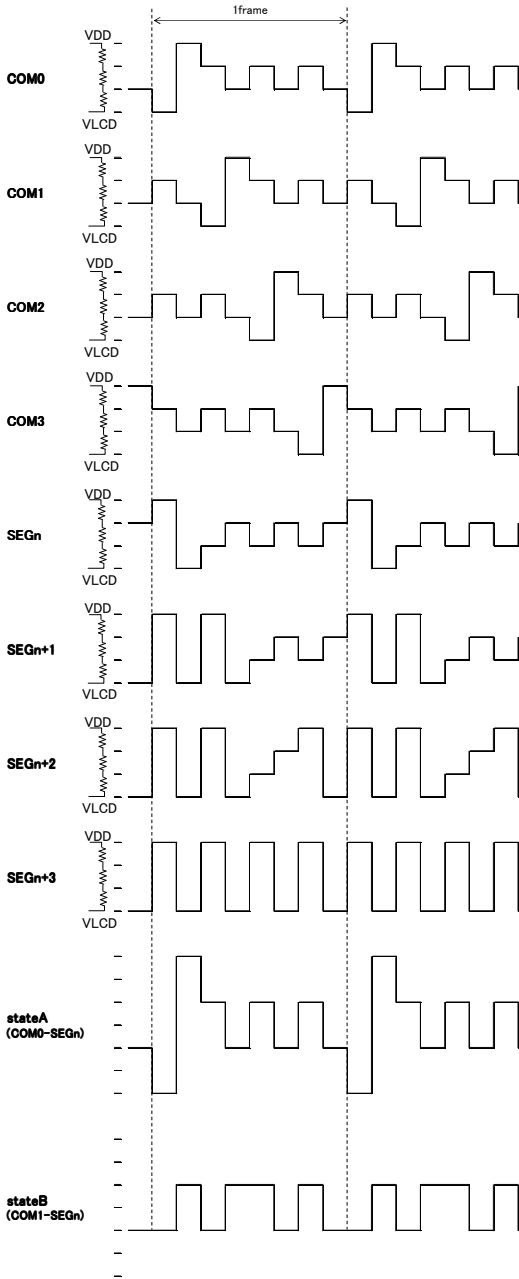 1frame
VDD
COM0
VLCD
VDD
COM1
VLCD
VDD
COM2
VLCD
VDD
COM3
VLCD
VDD
SEGn
VLCD
VDD
SEGn+1
VLCD
VDD
SEGn+2
VLCD
VDD
SEGn+3
VLCD
stateA
(COM0-SEGn)
stateB
(COM1-SEGn)